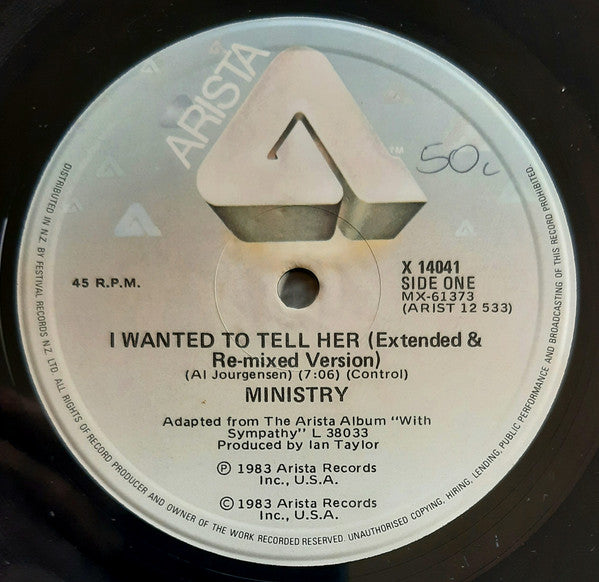 ARISTA
TM
50c
45 R.P.M.
X 14041
SIDE ONE
MX-61373
(ARIST 12 533)
I WANTED TO TELL HER (Extended &
Re-mixed Version)
(Al Jourgensen) (7:06) (Control)
MINISTRY
Adapted from The Arista Album "With
Sympathy" L 38033
Produced by Ian Taylor
Ⓟ 1983 Arista Records
Inc., U.S.A.
© 1983 Arista Records
Inc., U.S.A.
DISTRIBUTED IN N.Z. BY FESTIVAL RECORDS N.Z. LTD ALL RIGHTS OF RECORD PRODUCER AND OWNER OF THE WORK RECORDED RESERVED. UNAUTHORISED COPYING, HIRING, LENDING, PUBLIC PERFORMANCE AND BROADCASTING OF THIS RECORD PROHIBITED.